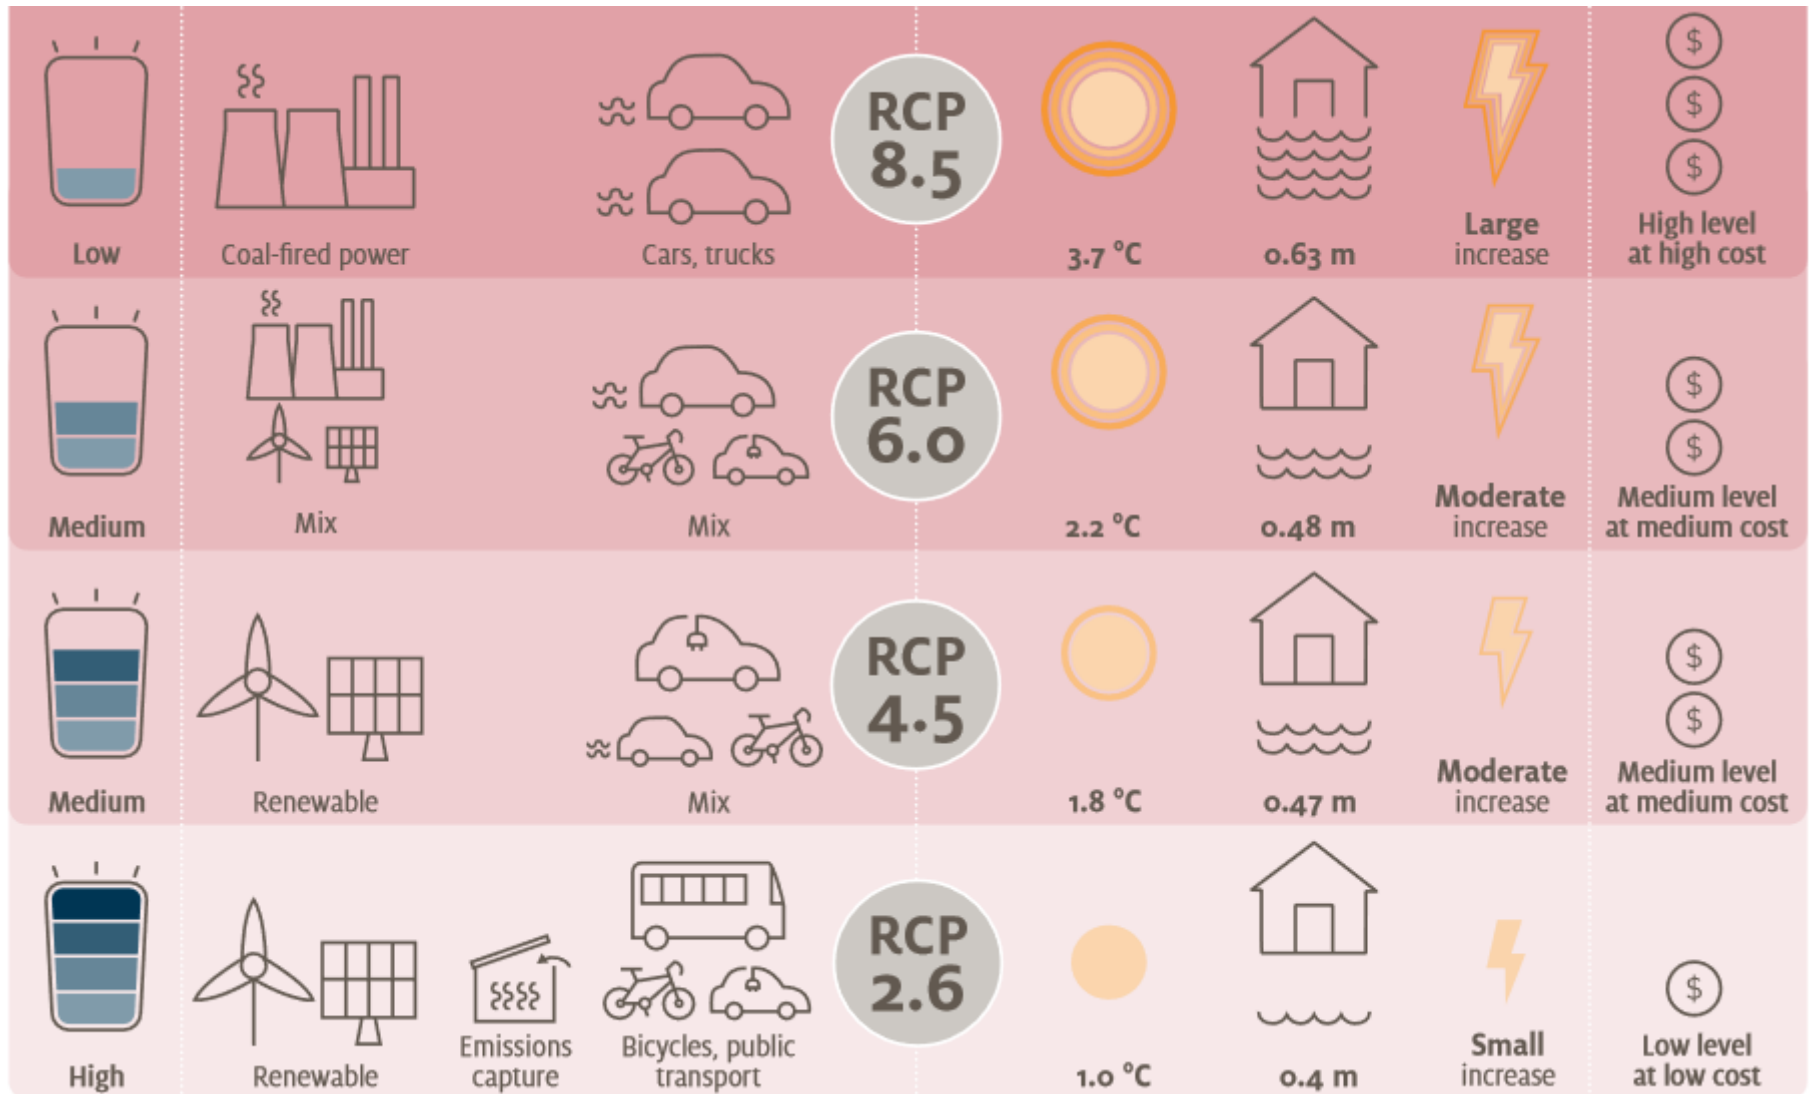 RCP
8.5
$
$
$
Low
Coal-fired power
Cars, trucks
3.7 °C
0.63 m
Large
increase
High level
at high cost
RCP
6.0
$
$
Medium
Mix
Mix
2.2 °C
0.48 m
Moderate
increase
Medium level
at medium cost
RCP
4.5
$
$
Medium
Renewable
Mix
1.8 °C
0.47 m
Moderate
increase
Medium level
at medium cost
RCP
2.6
$
High
Renewable
Emissions
capture
Bicycles, public
transport
1.0 °C
0.4 m
Small
increase
Low level
at low cost